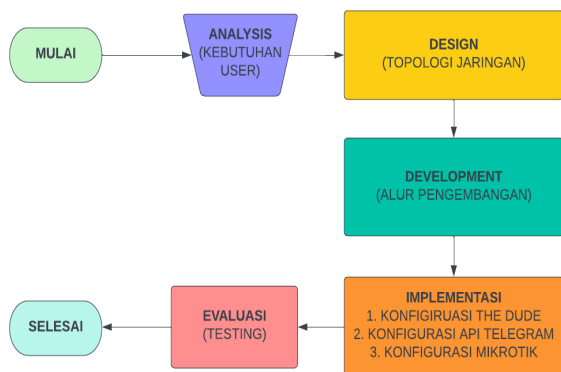 MULAI
ANALYSIS
(KEBUTUHAN
USER)
DESIGN
(TOPOLOGI JARINGAN)
DEVELOPMENT
(ALUR PENGEMBANGAN)
IMPLEMENTASI
1. KONFIGIRUASI THE DUDE
2. KONFIGURASI API TELEGRAM
3. KONFIGURASI MIKROTIK
EVALUASI
(TESTING)
SELESAI